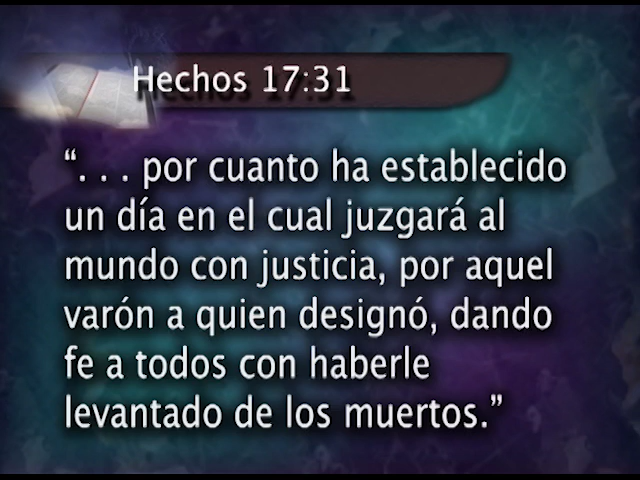 Hechos 17:31
“. . . por cuanto ha establecido
un día en el cual juzgará al
mundo con justicia, por aquel
varón a quien designó, dando
fe a todos con haberle
levantado de los muertos.”